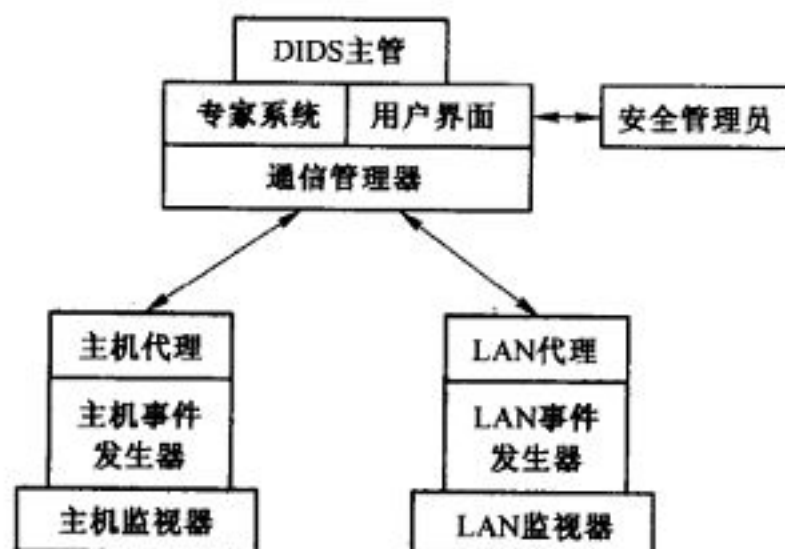 DIDS主管
专家系统
用户界面
安全管理员
通信管理器
主机代理
LAN代理
主机事件
发生器
LAN事件
发生器
主机监视器
LAN监视器